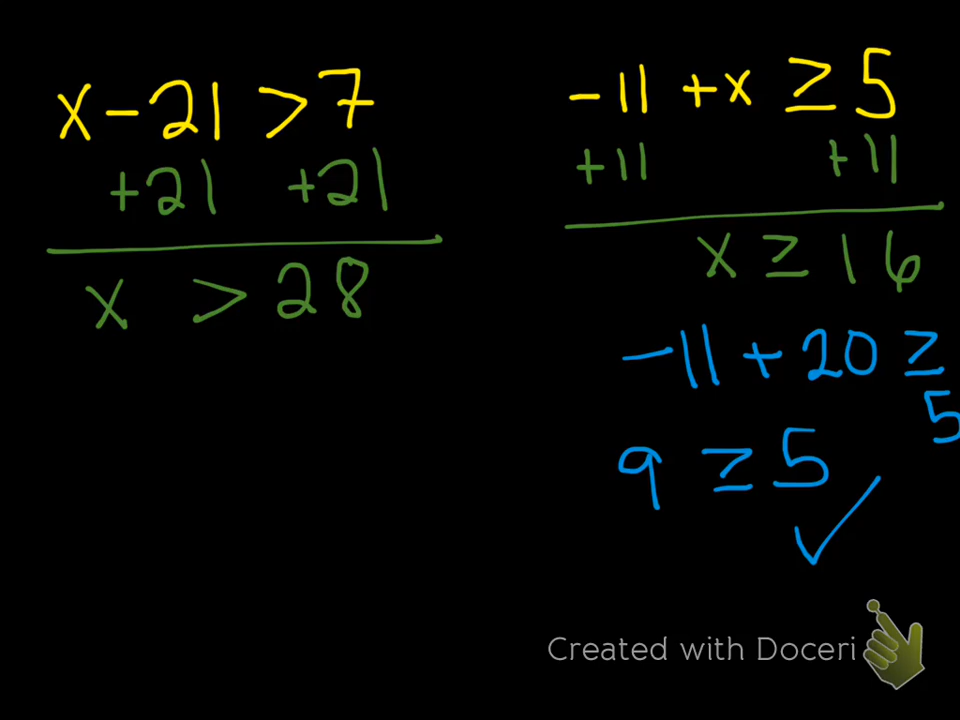 x - 21 > 7
+21 +21
x > 28
-11 + x ≥ 5
+11 +11
x ≥ 16
-11 + 20 ≥
5
9 ≥ 5
✓
Created with Doceri